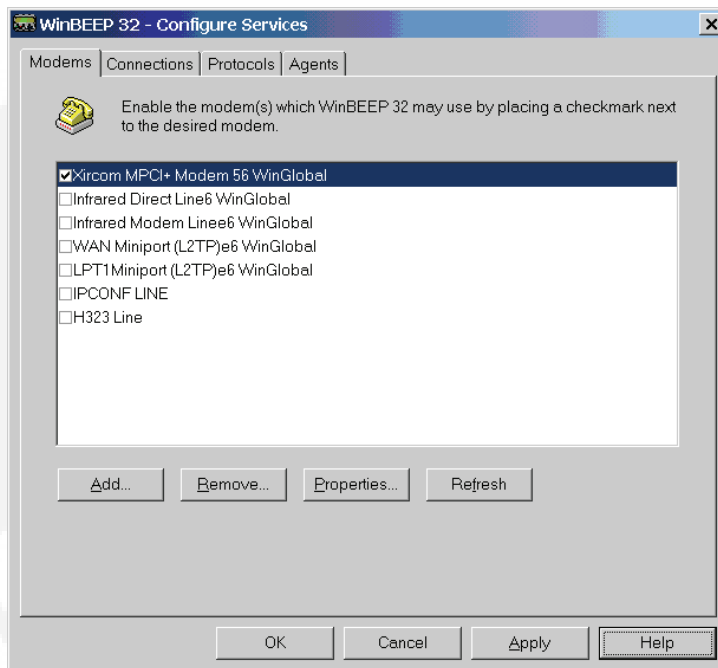 WinBEEP 32 - Configure Services
Modems Connections Protocols Agents
Enable the modem(s) which WinBEEP 32 may use by placing a checkmark next
to the desired modem.
Xircom MPCI+ Modem 56 WinGlobal
Infrared Direct Line6 WinGlobal
Infrared Modem Linee6 WinGlobal
WAN Miniport (L2TP)e6 WinGlobal
LPT1Miniport (L2TP)e6 WinGlobal
IPCONF LINE
H323 Line
Add... Remove... Properties... Refresh
OK Cancel Apply Help